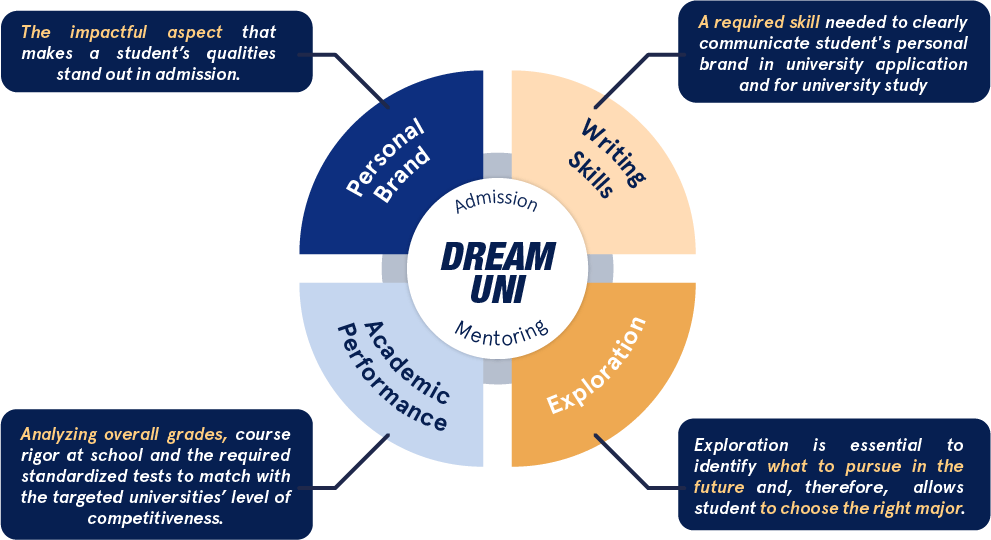 The impactful aspect that
makes a student's qualities
stand out in admission.
A required skill needed to clearly
communicate student's personal
brand in university application
and for university study
Personal
Brand
Writing
Skills
Admission
DREAM
UNI
Mentoring
Academic
Performance
Exploration
Analyzing overall grades, course
rigor at school and the required
standardized tests to match with
the targeted universities' level of
competitiveness.
Exploration is essential to
identify what to pursue in the
future and, therefore, allows
student to choose the right major.